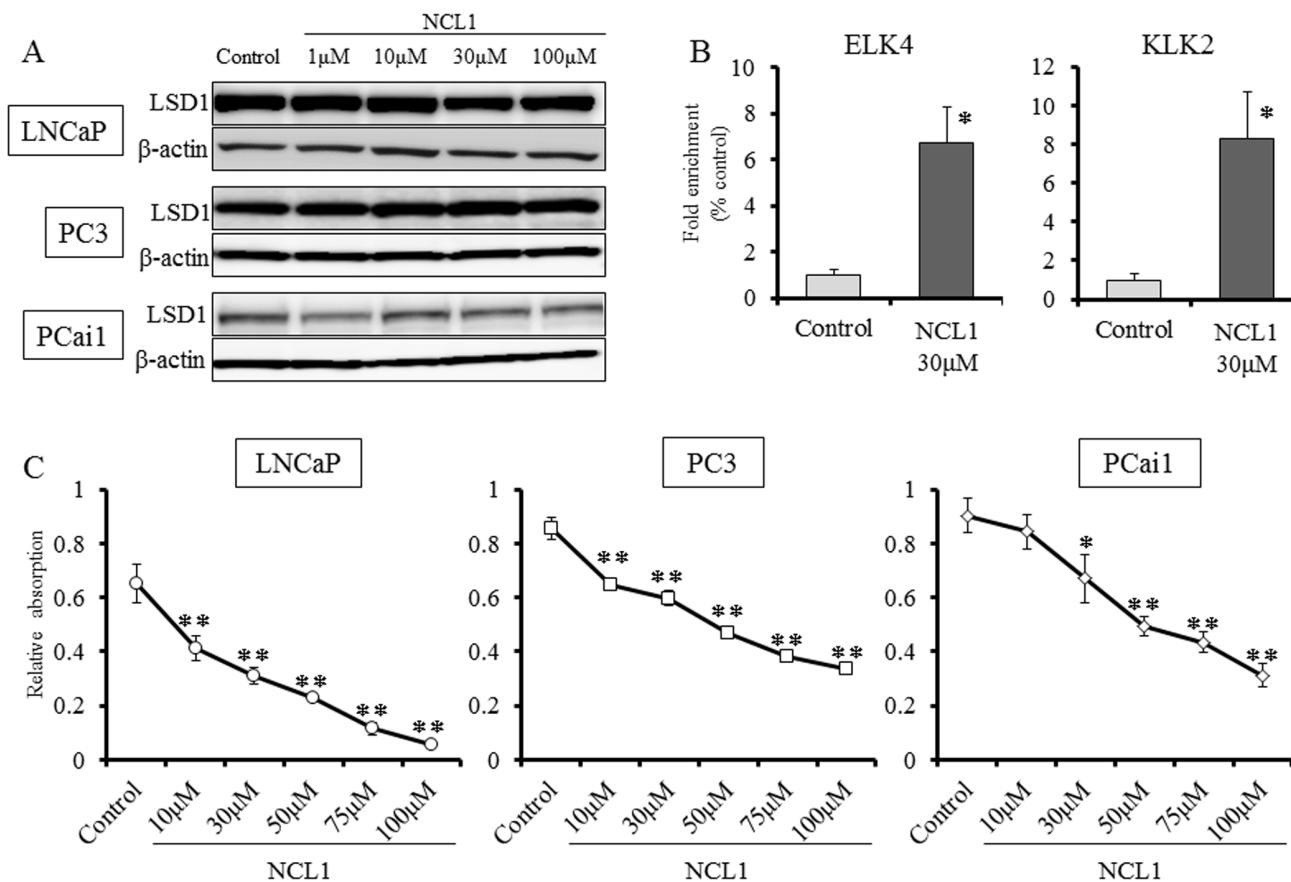 A
NCL1
Control 1μM 10μM 30μM 100μM
LNCaP
LSD1
β-actin
PC3
LSD1
β-actin
PCai1
LSD1
β-actin
B
ELK4
Fold enrichment
(% control)
10
8
6
4
2
0
*
Control NCL1
30μM
KLK2
12
10
8
6
4
2
0
*
Control NCL1
30μM
C
LNCaP
Relative absorption
1
0.8
0.6
0.4
0.2
0
** ** ** ** **
Control 10μM 30μM 50μM 75μM 100μM
NCL1
PC3
1
0.8
0.6
0.4
0.2
0
** ** ** ** **
Control 10μM 30μM 50μM 75μM 100μM
NCL1
PCai1
1
0.8
0.6
0.4
0.2
0
* ** ** **
Control 10μM 30μM 50μM 75μM 100μM
NCL1